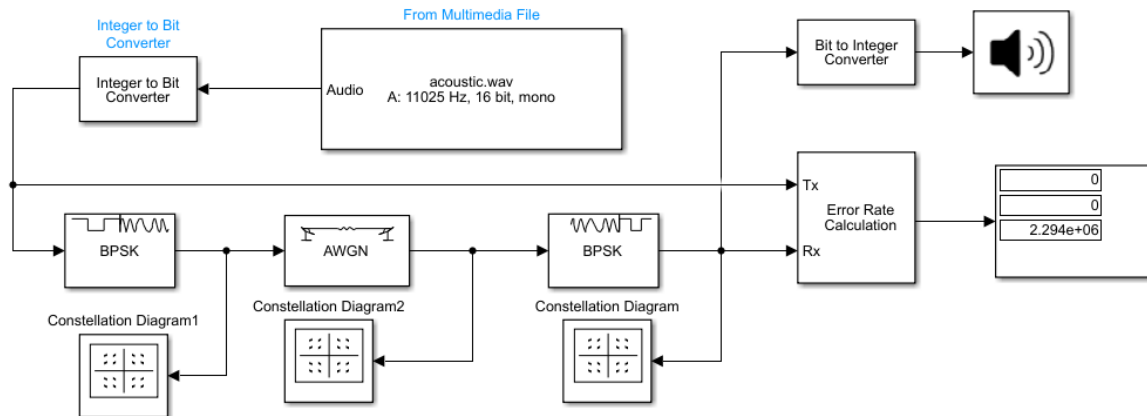 Integer to Bit
Converter
Integer to Bit
Converter
From Multimedia File
Audio
acoustic.wav
A: 11025 Hz, 16 bit, mono
Bit to Integer
Converter
Tx
Error Rate
Calculation
Rx
0
0
2.294e+06
BPSK
AWGN
BPSK
Constellation Diagram1
Constellation Diagram2
Constellation Diagram